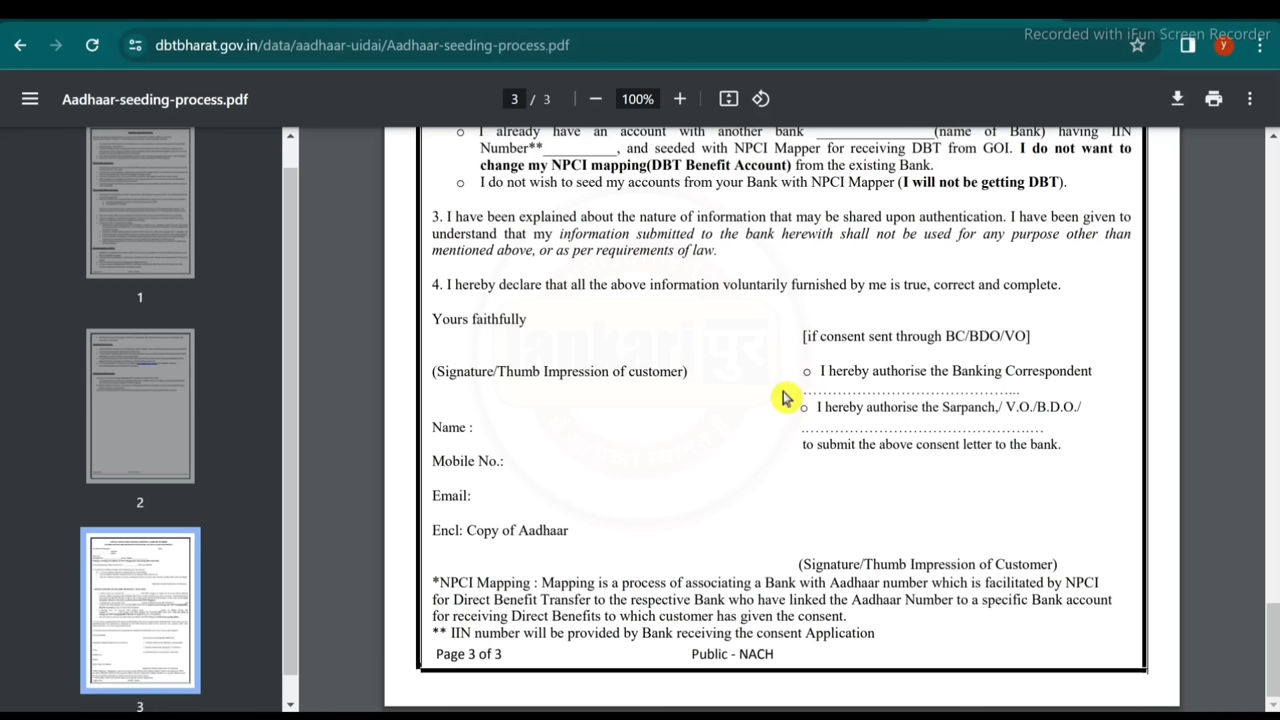 Recorded with iFun Screen Recorder
dbtbharat.gov.in/data/aadhaar-uidai/Aadhaar-seeding-process.pdf
y
Aadhaar-seeding-process.pdf
3 / 3
100%
1
2
3
o I already have an account with another bank _________________(name of Bank) having IIN
Number**__________, and seeded with NPCI Mapper for receiving DBT from GOI. I do not want to
change my NPCI mapping(DBT Benefit Account) from the existing Bank.
o I do not wish to seed my accounts from your Bank with NPCI Mapper (I will not be getting DBT).
3. I have been explained about the nature of information that may be shared upon authentication. I have been given to
understand that my information submitted to the bank herewith shall not be used for any purpose other than
mentioned above, or as per requirements of law.
4. I hereby declare that all the above information voluntarily furnished by me is true, correct and complete.
Yours faithfully
[if consent sent through BC/BDO/VO]
(Signature/Thumb Impression of customer)
o I hereby authorise the Banking Correspondent
…………………………………………...
o I hereby authorise the Sarpanch,/ V.O./B.D.O./
……………………………………….…
to submit the above consent letter to the bank.
Name :
Mobile No.:
Email:
Encl: Copy of Aadhaar
(Signature/Thumb Impression of Customer)
*NPCI Mapping : Mapping is a process of associating a Bank with Aadhaar number which is facilitated by NPCI
for Direct Benefit Transfer to the respective Bank who have linked the Audhaar Number to a specific Bank account
for receiving Direct Benefits to which customer has given the consent.
** IIN number will be provided by Bank receiving the consent Application
Page 3 of 3
Public - NACH